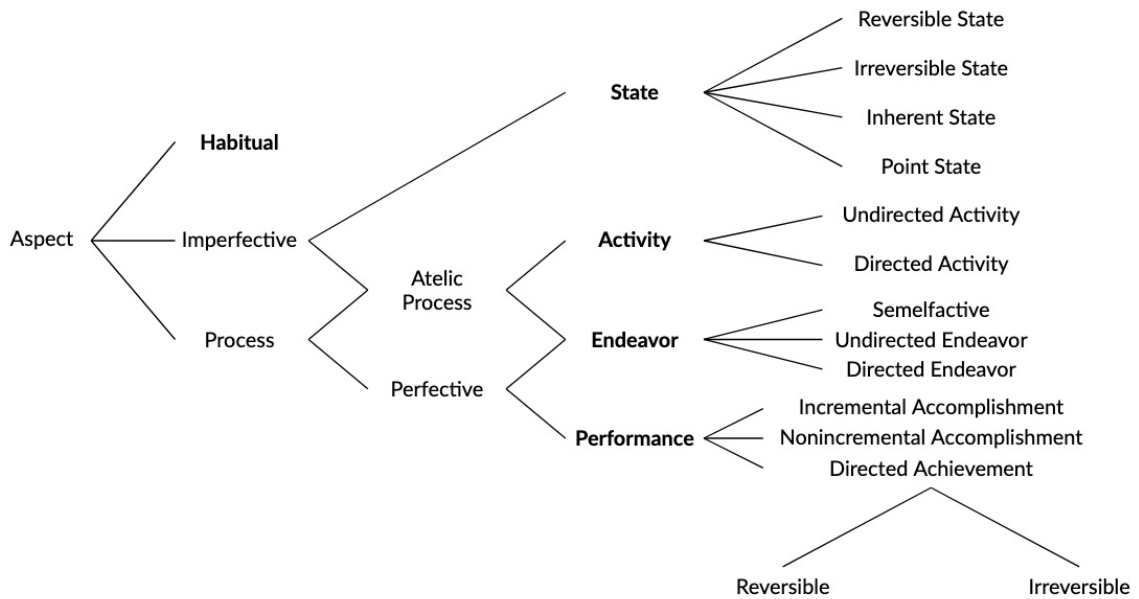 Reversible State
Irreversible State
State
Inherent State
Habitual
Point State
Undirected Activity
Aspect
Imperfective
Activity
Directed Activity
Atelic
Process
Semelfactive
Process
Endeavor
Undirected Endeavor
Directed Endeavor
Perfective
Incremental Accomplishment
Performance
Nonincremental Accomplishment
Directed Achievement
Reversible
Irreversible